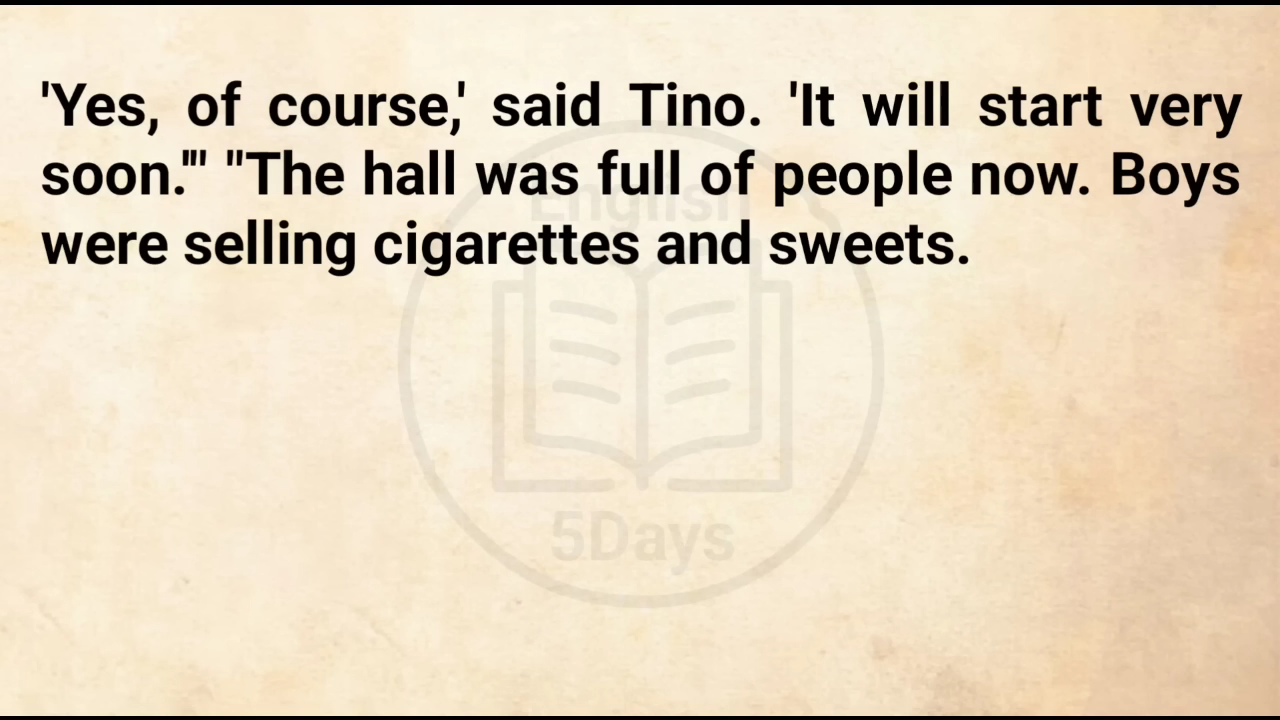 'Yes, of course,' said Tino. 'It will start very
soon.'" "The hall was full of people now. Boys
were selling cigarettes and sweets.
English
5Days